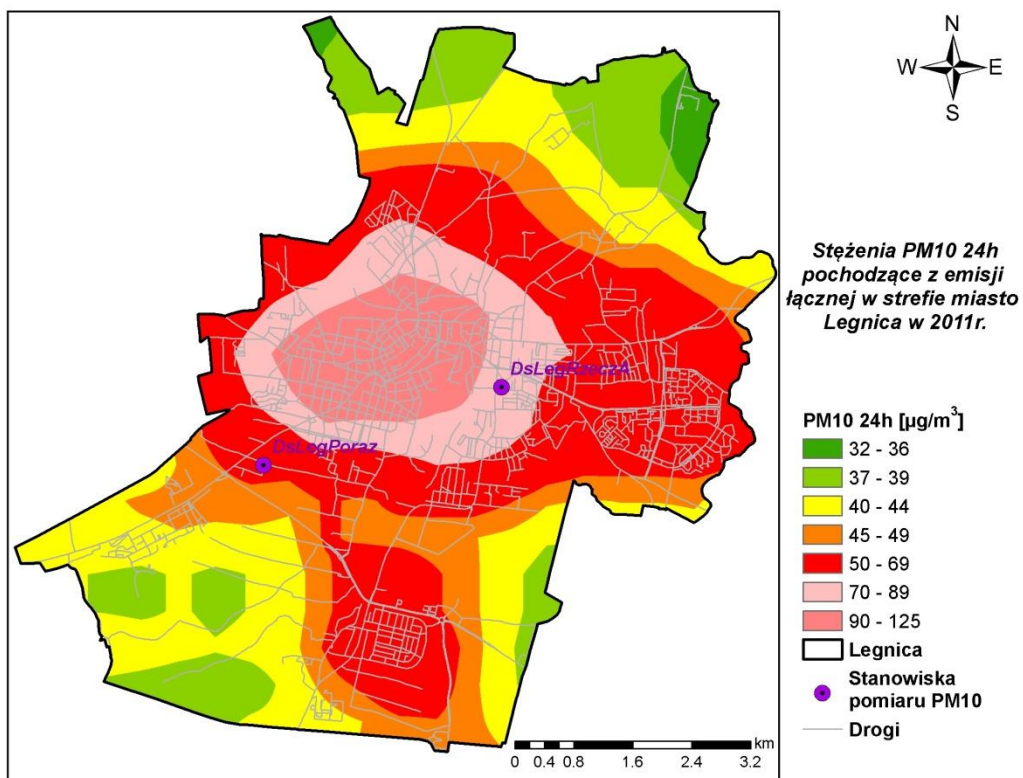 N
W E
S
Stężenia PM10 24h
pochodzące z emisji
łącznej w strefie miasto
Legnica w 2011r.
DsLegRzeczA
DsLegPoraz
PM10 24h [µg/m³]
32 - 36
37 - 39
40 - 44
45 - 49
50 - 69
70 - 89
90 - 125
Legnica
Stanowiska
pomiaru PM10
Drogi
km
0 0.4 0.8 1.6 2.4 3.2